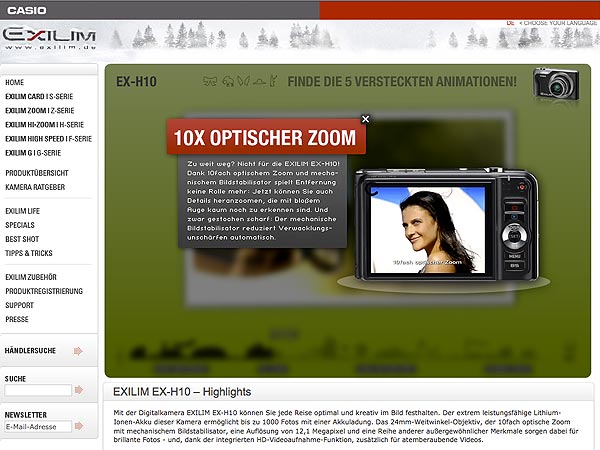 CASIO
DE < CHOOSE YOUR LANGUAGE
EXILIM
www.exilim.de
HOME
EXILIM CARD | S-SERIE
EXILIM ZOOM | Z-SERIE
EXILIM HI-ZOOM | H-SERIE
EXILIM HIGH SPEED | F-SERIE
EXILIM G | G-SERIE
PRODUKTÜBERSICHT
KAMERA RATGEBER
EXILIM LIFE
SPECIALS
BEST SHOT
TIPPS & TRICKS
EXILIM ZUBEHÖR
PRODUKTREGISTRIERUNG
SUPPORT
PRESSE
HÄNDLERSUCHE
SUCHE
NEWSLETTER
E-Mail-Adresse
EX-H10
FINDE DIE 5 VERSTECKTEN ANIMATIONEN!
10X OPTISCHER ZOOM
Zu weit weg? Nicht für die EXILIM EX-H10!
Dank 10fach optischem Zoom und mecha-
nischem Bildstabilisator spielt Entfernung
keine Rolle mehr: Jetzt können Sie auch
Details heranzoomen, die mit bloßem
Auge kaum noch zu erkennen sind. Und
zwar gestochen scharf: Der mechanische
Bildstabilisator reduziert Verwacklungs-
unschärfen automatisch.
10fach optischer Zoom
SET
MENU
BS
EXILIM EX-H10 – Highlights
Mit der Digitalkamera EXILIM EX-H10 können Sie jede Reise optimal und kreativ im Bild festhalten. Der extrem leistungsfähige Lithium-
Ionen-Akku dieser Kamera ermöglicht bis zu 1000 Fotos mit einer Akkuladung. Das 24mm-Weitwinkel-Objektiv, der 10fach optische Zoom
mit mechanischem Bildstabilisator, eine Auflösung von 12,1 Megapixel und eine Reihe anderer außergewöhnlicher Merkmale sorgen dabei für
brillante Fotos - und, dank der integrierten HD-Videoaufnahme-Funktion, zusätzlich für atemberaubende Videos.